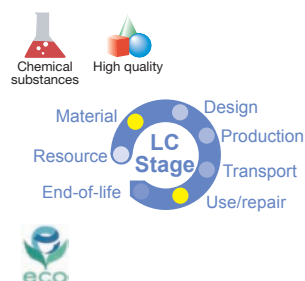 Chemical
substances
High quality
Material
Design
Resource
LC
Stage
Production
Transport
End-of-life
Use/repair
eco